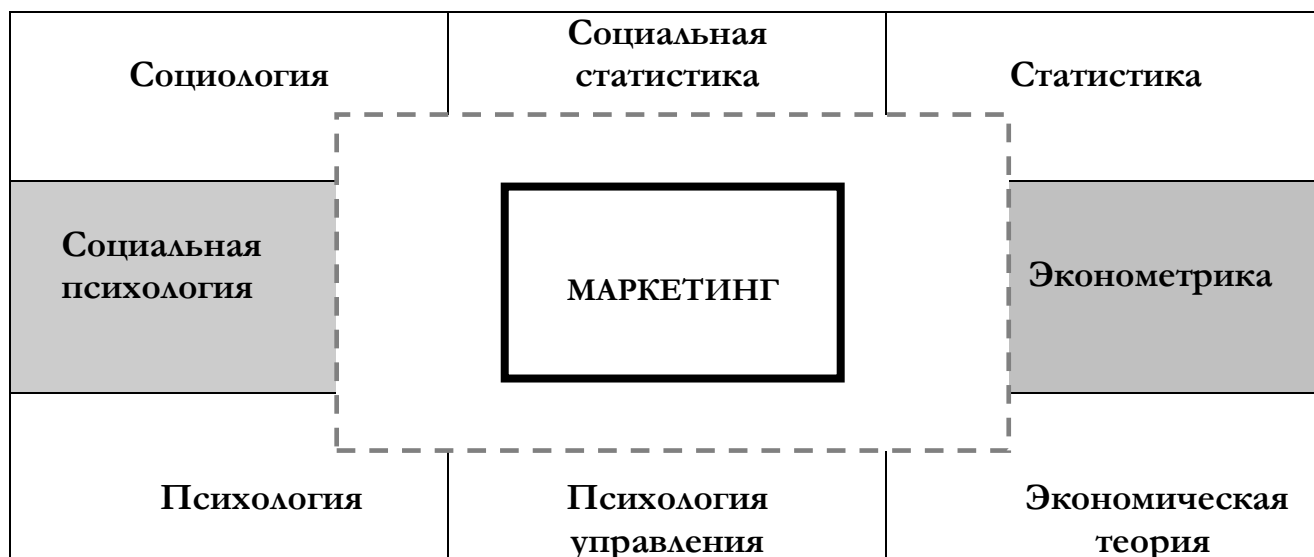 Социология
Социальная
статистика
Статистика
Социальная
психология
МАРКЕТИНГ
Эконометрика
Психология
Психология
управления
Экономическая
теория